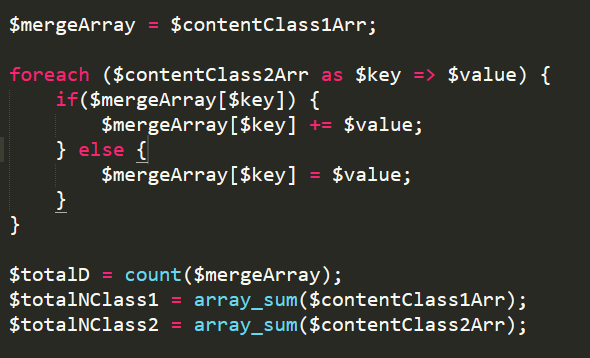 $mergeArray = $contentClass1Arr;
foreach ($contentClass2Arr as $key => $value) {
if($mergeArray[$key]) {
$mergeArray[$key] += $value;
} else {
$mergeArray[$key] = $value;
}
}
$totalD = count($mergeArray);
$totalNClass1 = array_sum($contentClass1Arr);
$totalNClass2 = array_sum($contentClass2Arr);